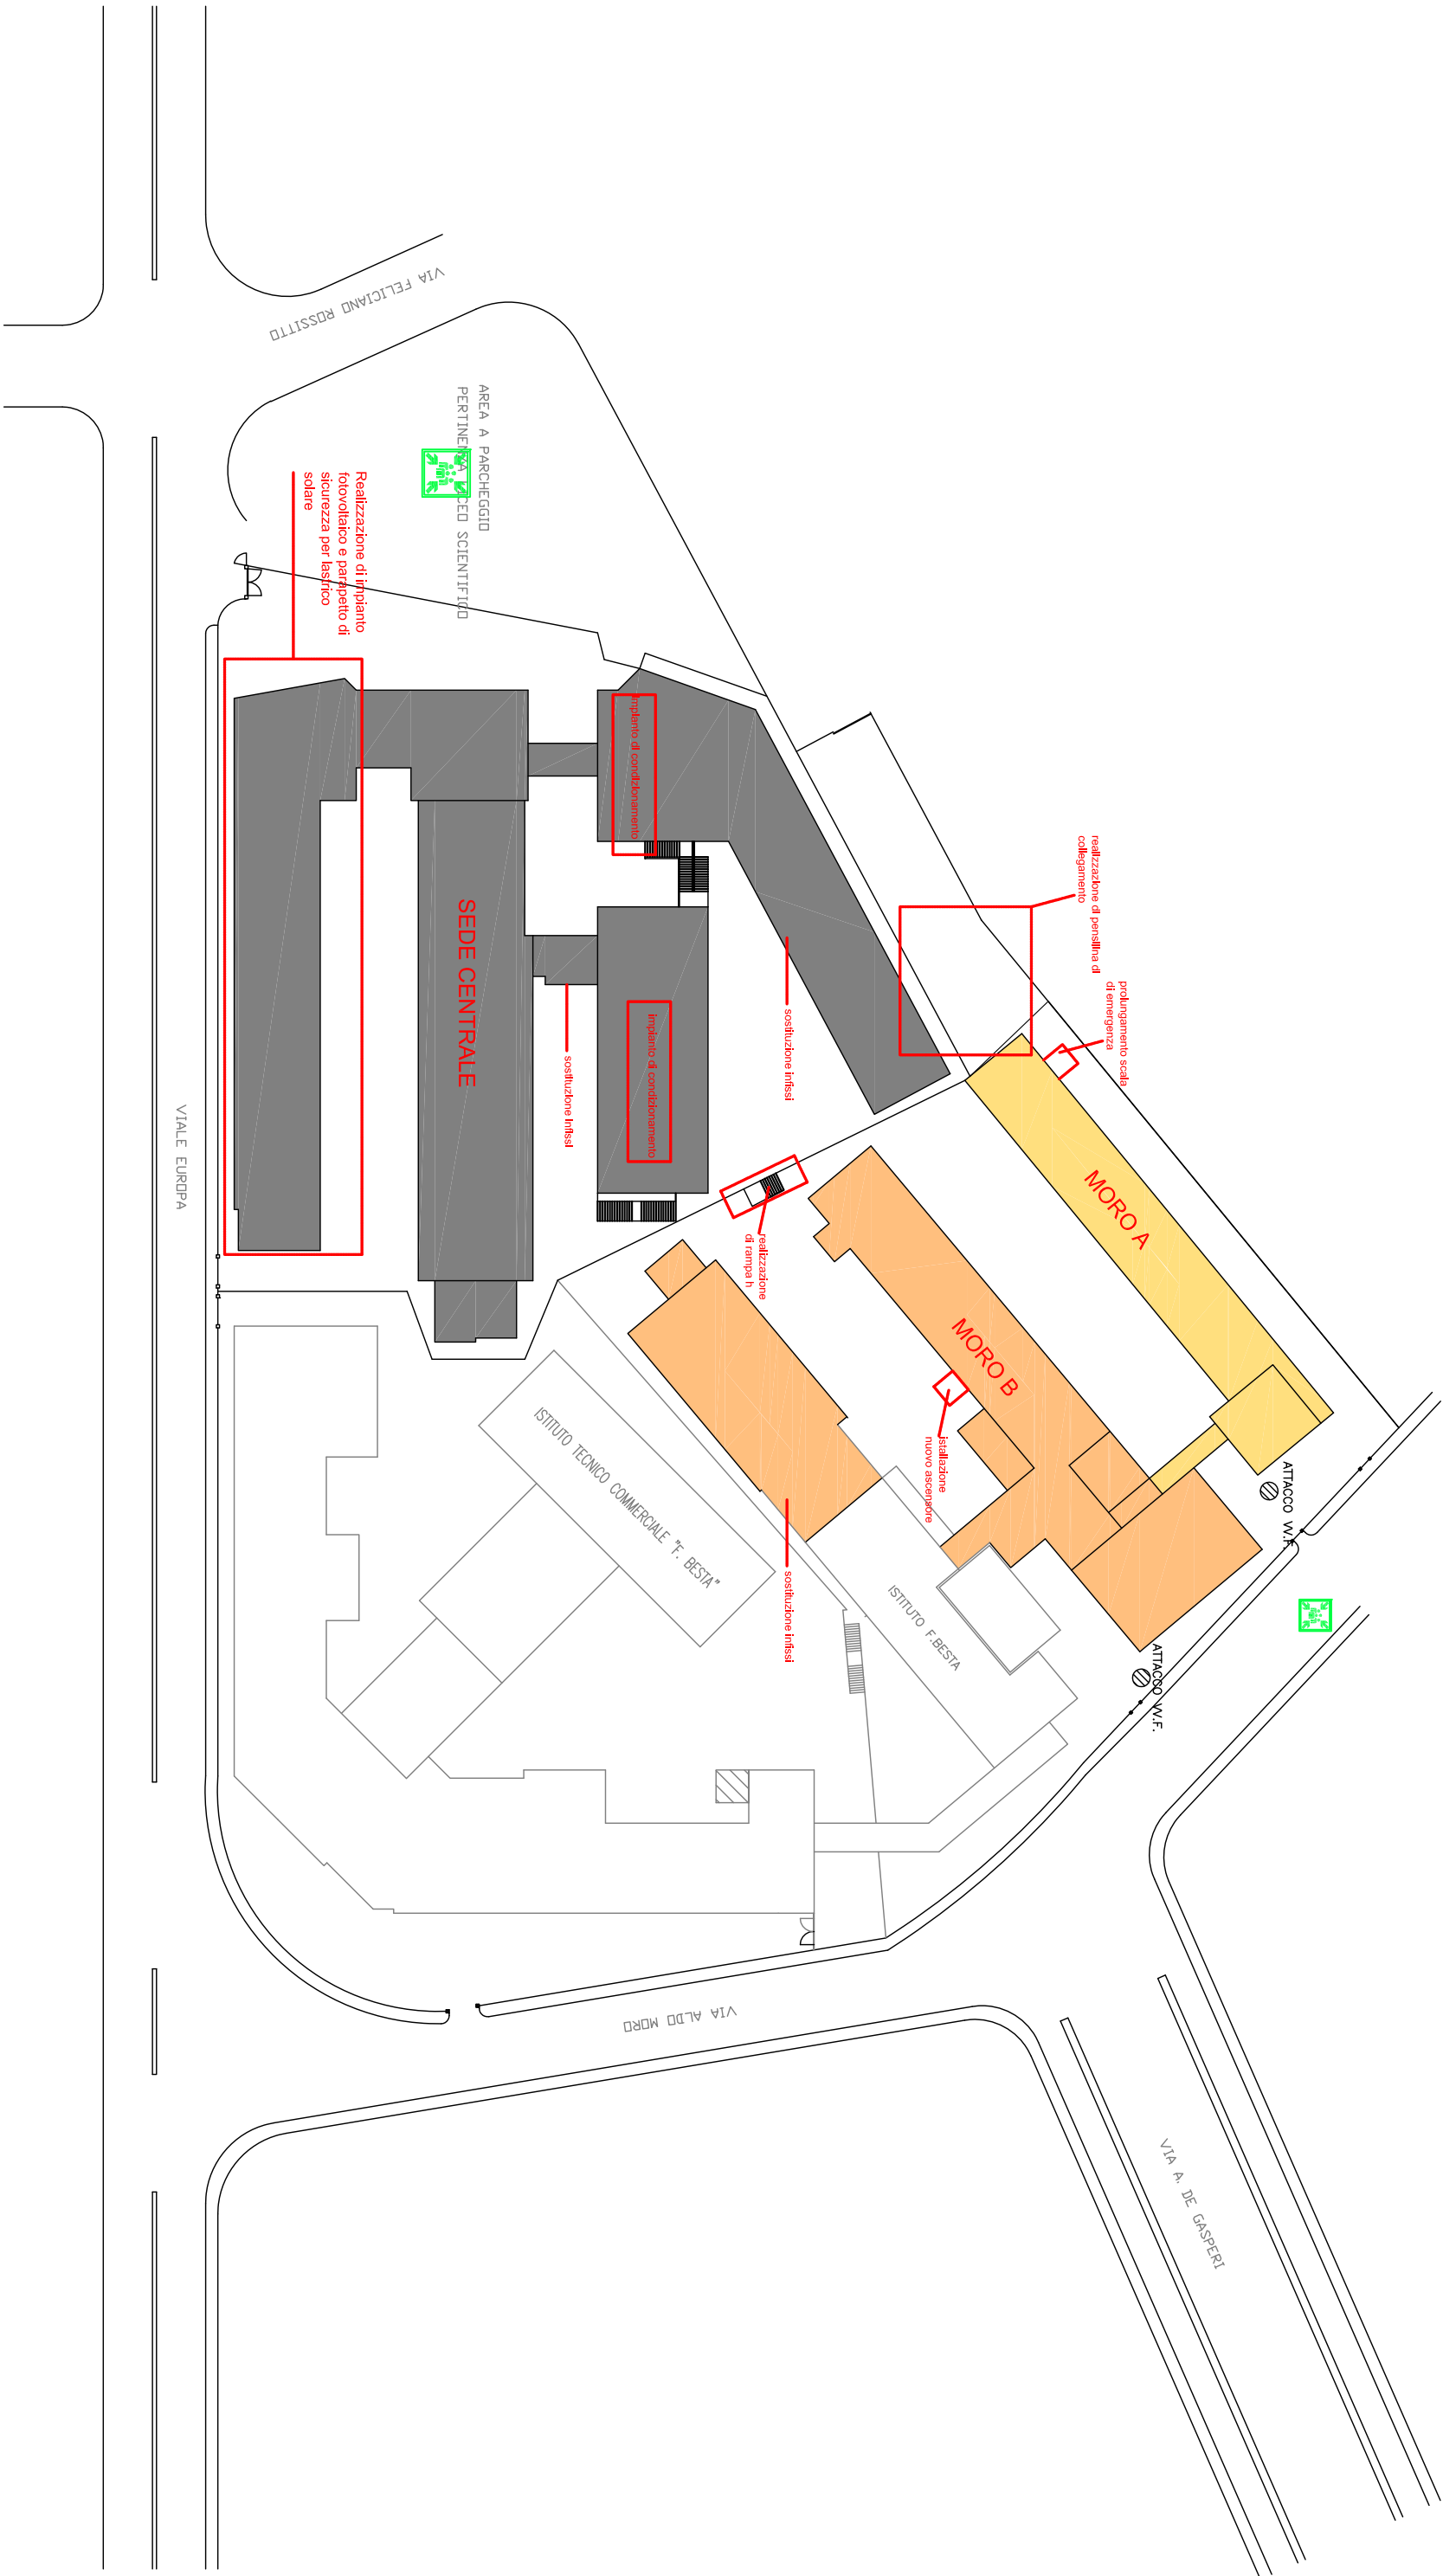 VIA FELICIANO ROSSITTO
AREA A PARCHEGGIO
PERTINENZA LICEO SCIENTIFICO
Realizzazione di impianto
fotovoltaico e parapetto di
sicurezza per lastrico
solare
impianto di condizionamento
SEDE CENTRALE
impianto di condizionamento
sostituzione infissi
sostituzione infissi
realizzazione di pensilina di
collegamento
prolungamento scala
di emergenza
MORO A
realizzazione
di rampa h
MORO B
istallazione
nuovo ascensore
sostituzione infissi
VIALE EUROPA
ISTITUTO TECNICO COMMERCIALE "F. BESTA"
ISTITUTO F.BESTA
ATTACCO VV.F.
ATTACCO VV.F.
VIA ALDO MORO
VIA A. DE GASPERI